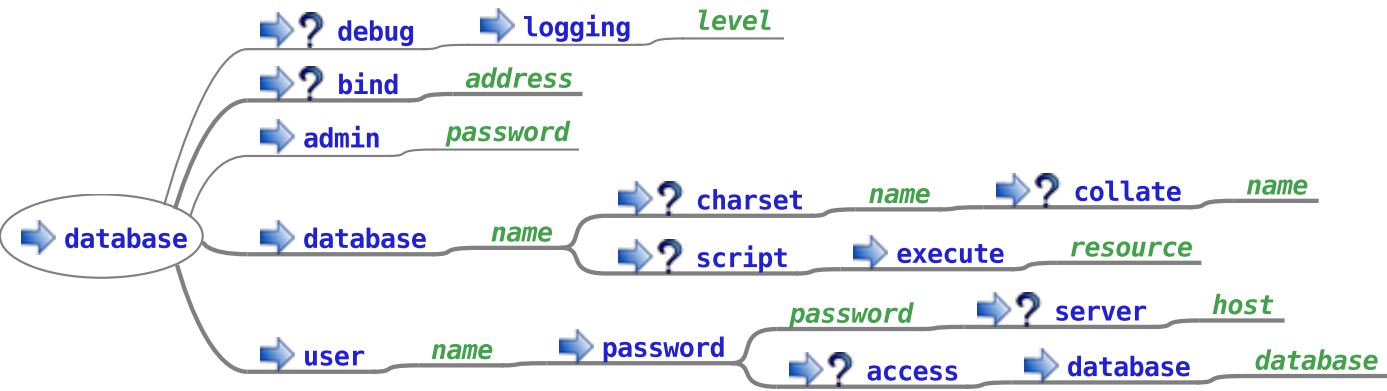 debug logging level
bind address
admin password
database
database name
charset name collate name
script execute resource
user name password
password server host
access database database